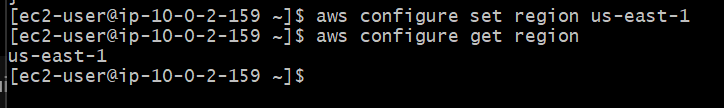 [ec2-user@ip-10-0-2-159 ~]$ aws configure set region us-east-1
[ec2-user@ip-10-0-2-159 ~]$ aws configure get region
us-east-1
[ec2-user@ip-10-0-2-159 ~]$